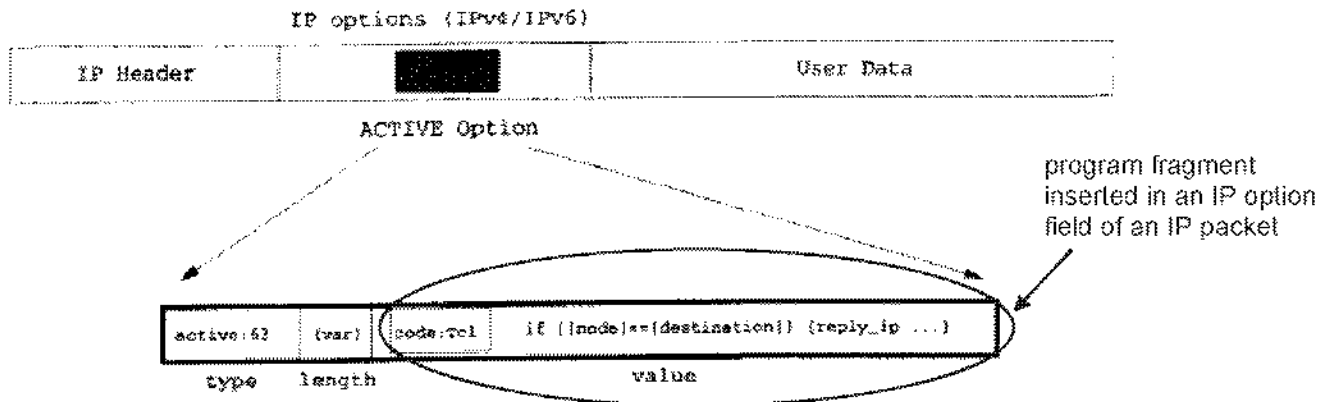 IP options (IPv4/IPv6)
IP Header
User Data
ACTIVE Option
program fragment
inserted in an IP option
field of an IP packet
active:63 (var) code:Tcl if ([node]==[destination]) {reply_ip ...}
type length value